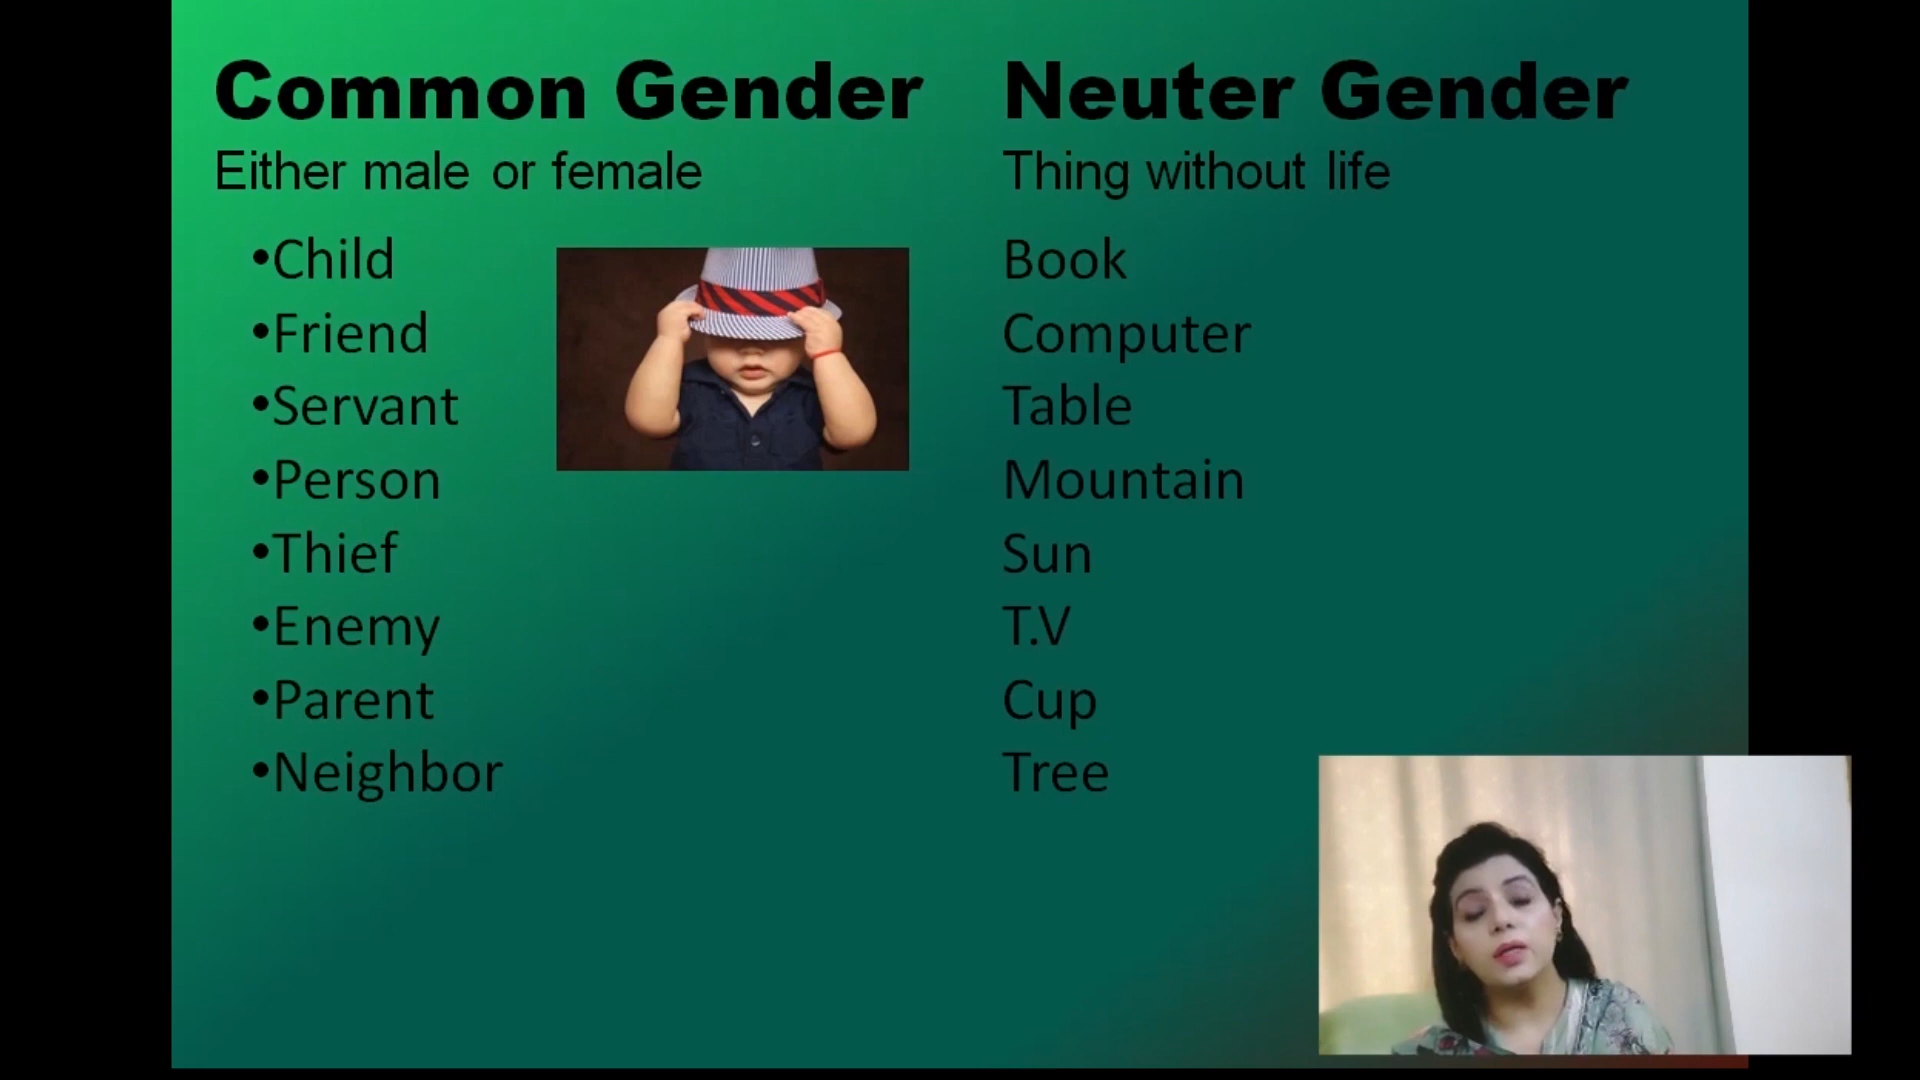 Common Gender
Either male or female
•Child
•Friend
•Servant
•Person
•Thief
•Enemy
•Parent
•Neighbor
Neuter Gender
Thing without life
Book
Computer
Table
Mountain
Sun
T.V
Cup
Tree